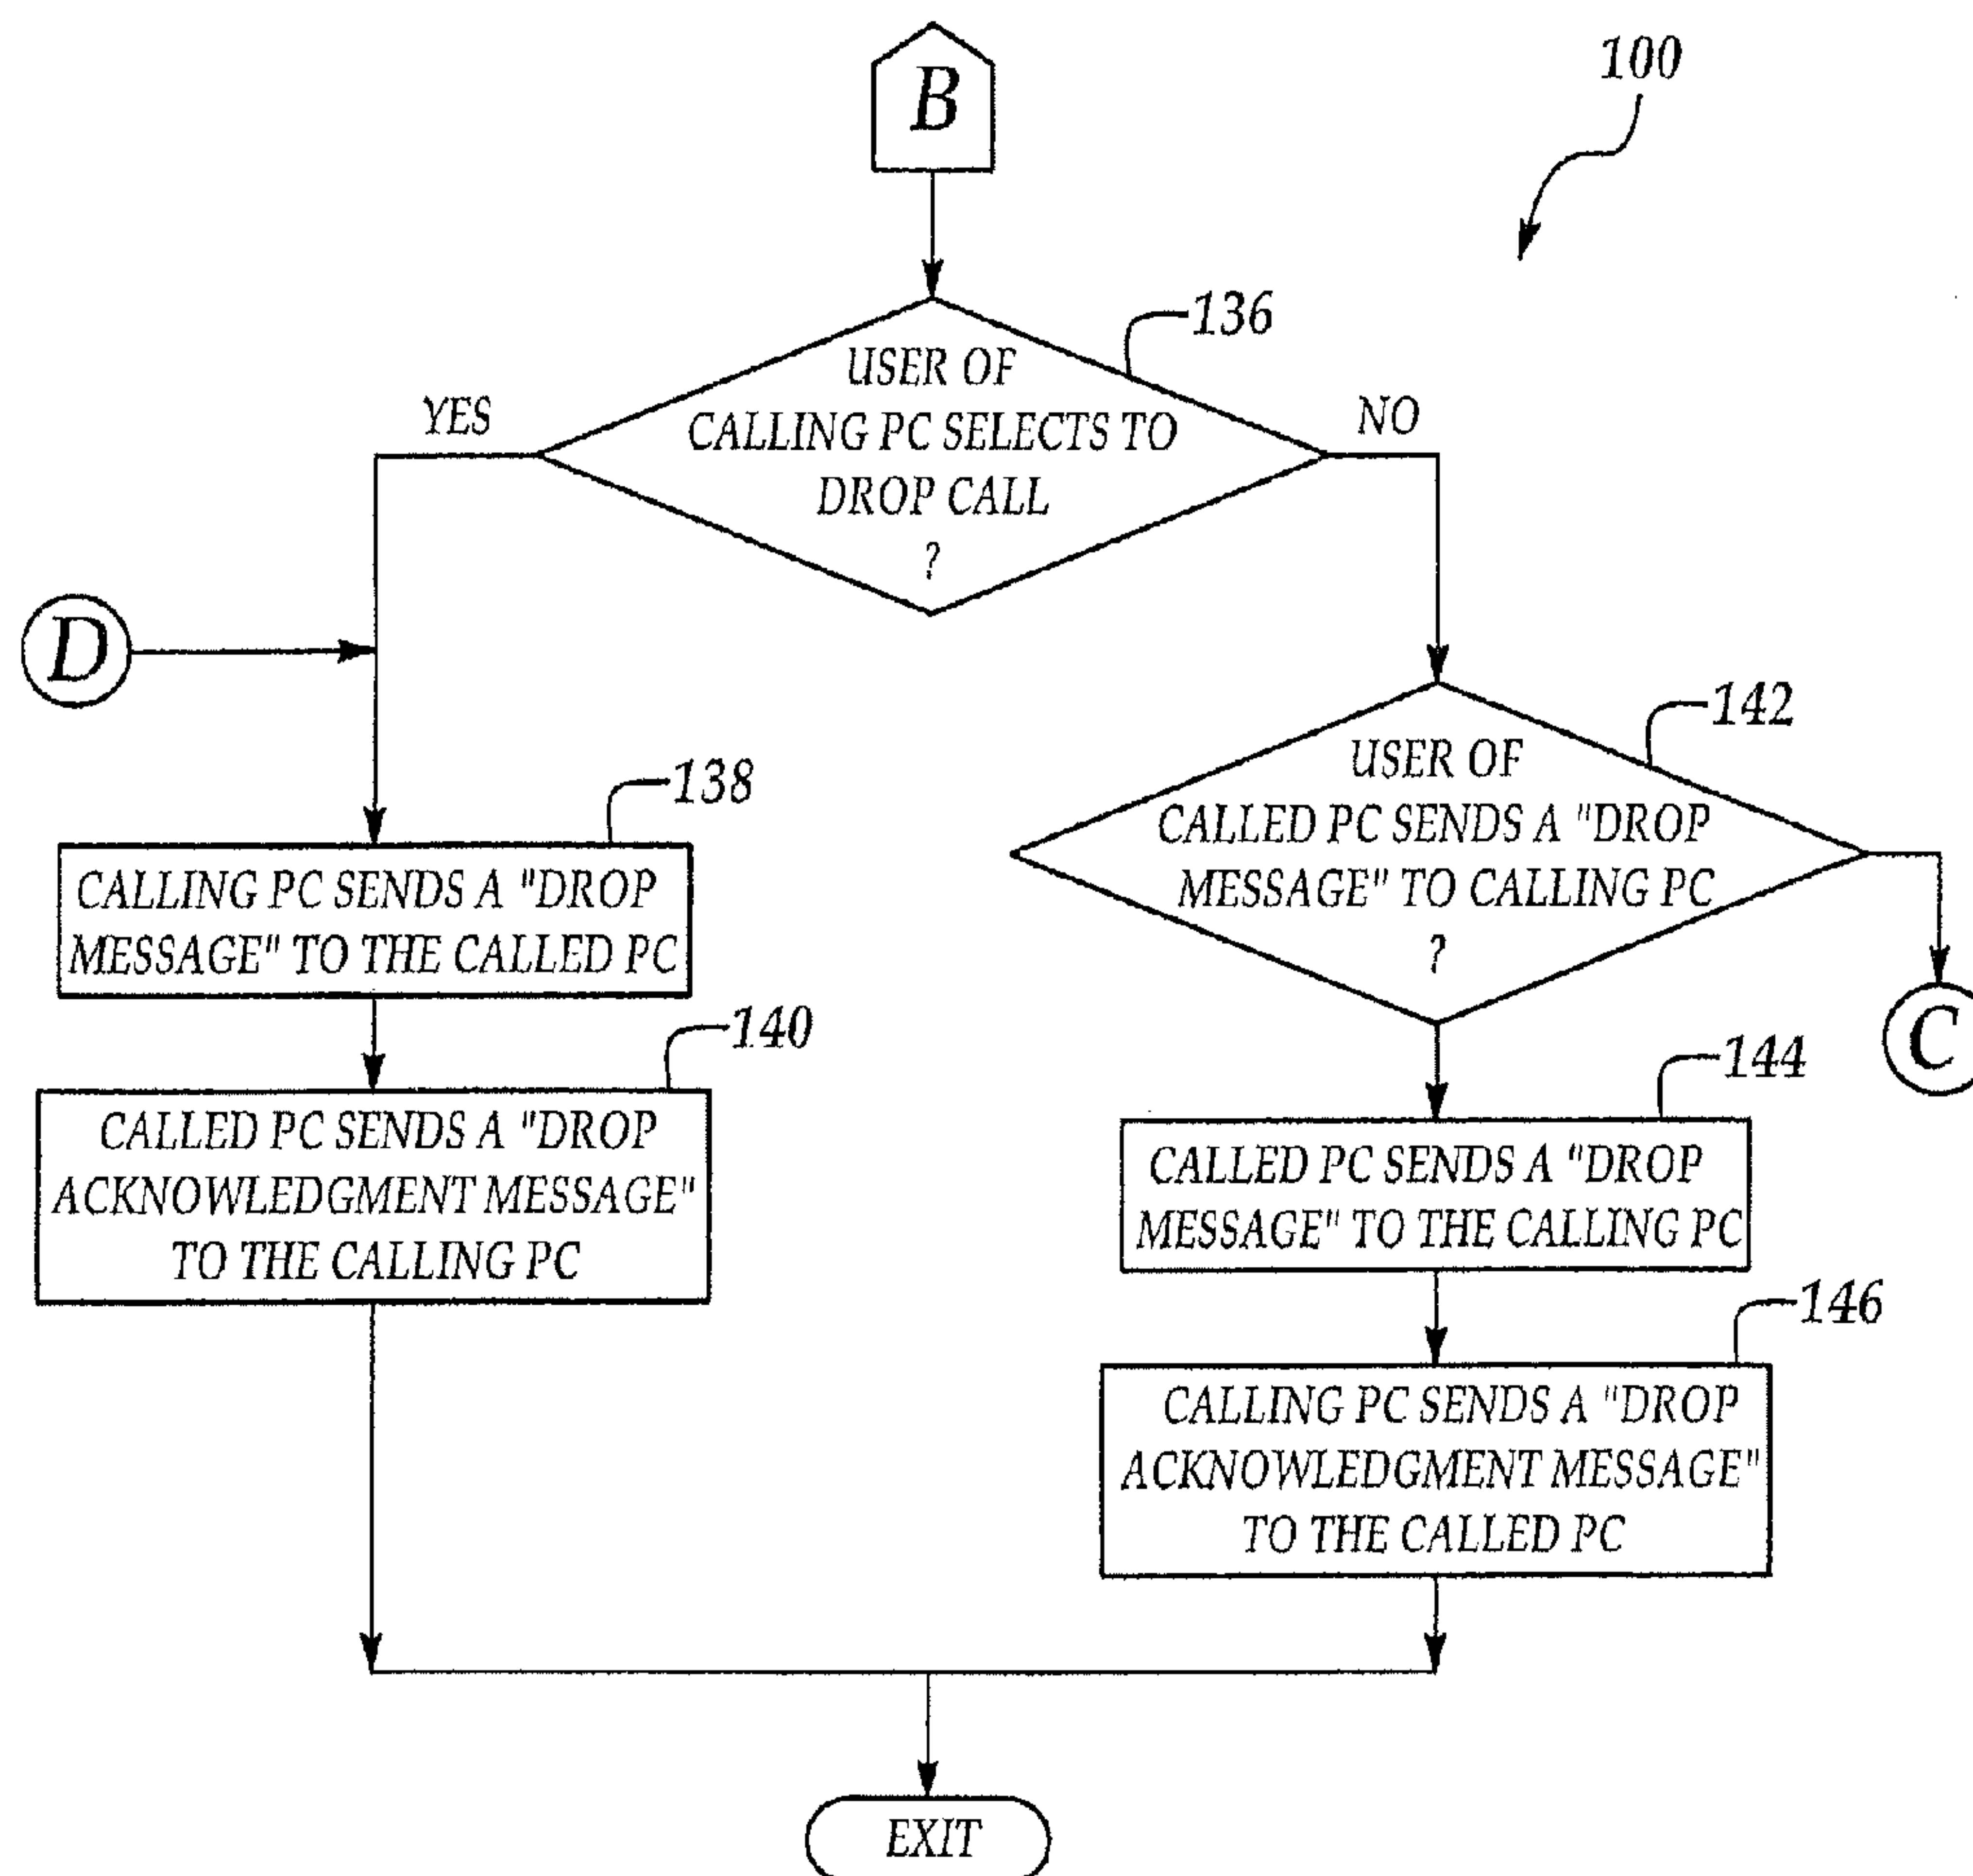 B
100
136
USER OF
CALLING PC SELECTS TO
DROP CALL
?
YES
NO
D
142
USER OF
CALLED PC SENDS A "DROP
MESSAGE" TO CALLING PC
?
138
CALLING PC SENDS A "DROP
MESSAGE" TO THE CALLED PC
C
140
CALLED PC SENDS A "DROP
ACKNOWLEDGMENT MESSAGE"
TO THE CALLING PC
144
CALLED PC SENDS A "DROP
MESSAGE" TO THE CALLING PC
146
CALLING PC SENDS A "DROP
ACKNOWLEDGMENT MESSAGE"
TO THE CALLED PC
EXIT